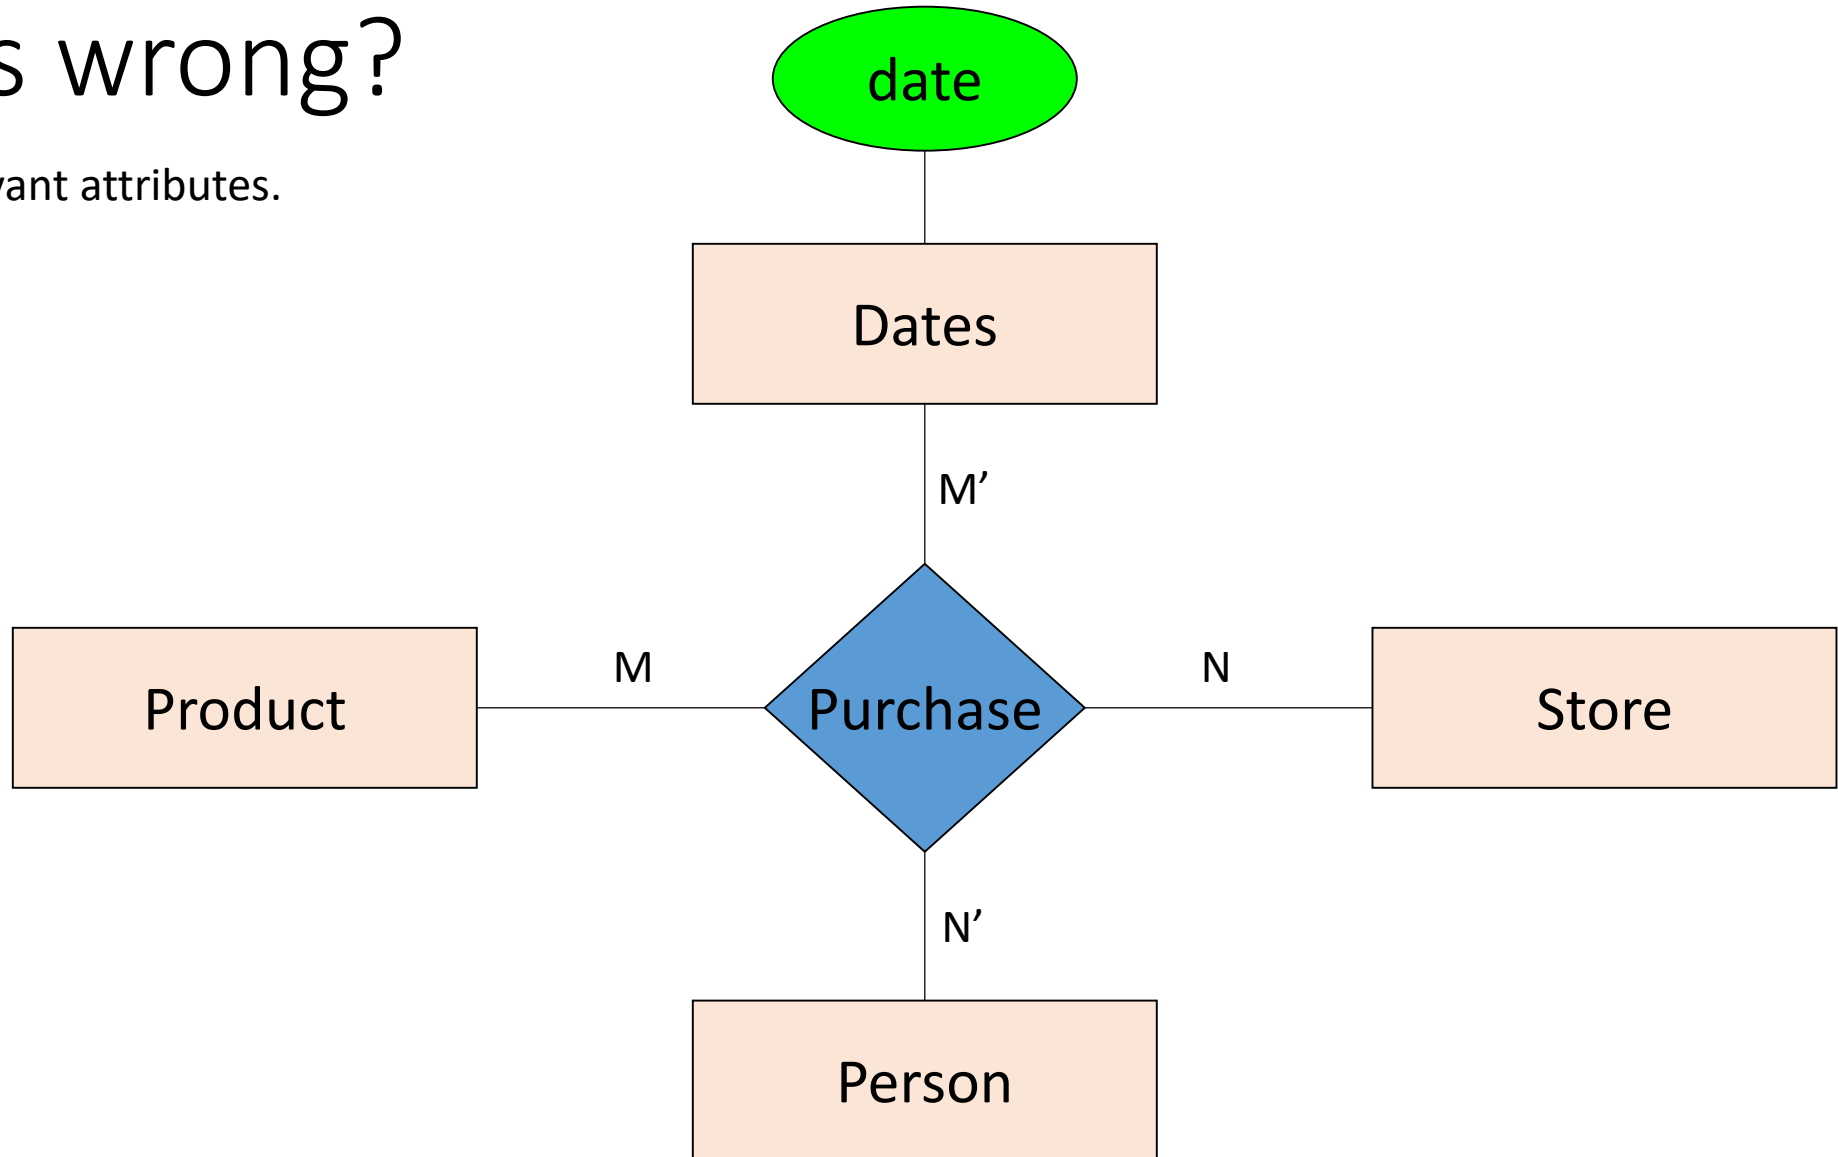 s wrong?
vant attributes.
date
Dates
M’
Product
M
Purchase
N
Store
N’
Person